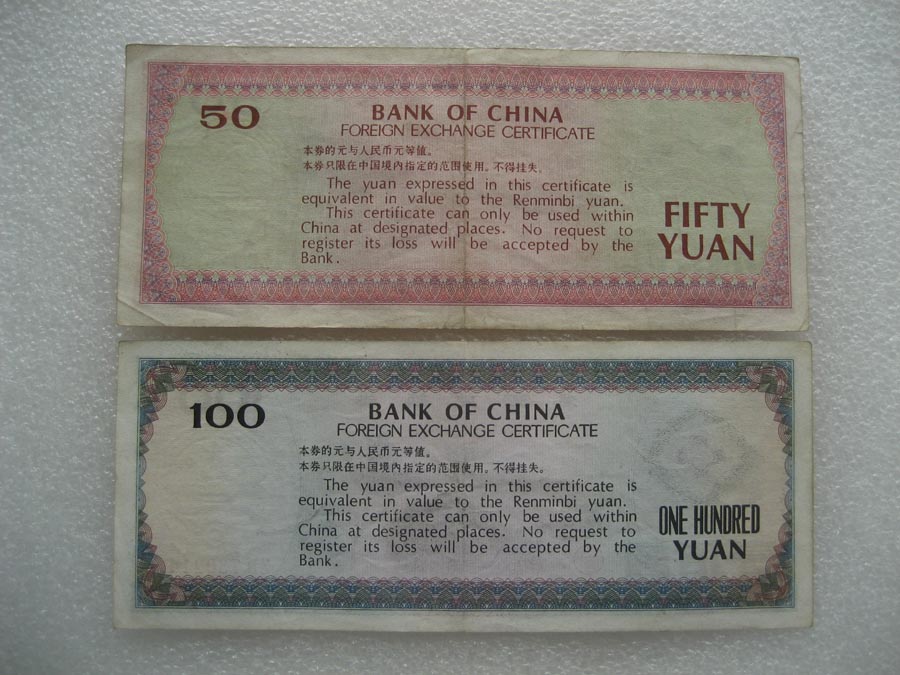 50
BANK OF CHINA
FOREIGN EXCHANGE CERTIFICATE
本券的元与人民币元等值。
本券只限在中国境内指定的范围使用。不得挂失。
The yuan expressed in this certificate is
equivalent in value to the Renminbi yuan.
This certificate can only be used within
China at designated places. No request to
register its loss will be accepted by the
Bank.
FIFTY
YUAN
100
BANK OF CHINA
FOREIGN EXCHANGE CERTIFICATE
本券的元与人民币元等值。
本券只限在中国境内指定的范围使用。不得挂失。
The yuan expressed in this certificate is
equivalent in value to the Renminbi yuan.
This certificate can only be used within
China at designated places. No request to
register its loss will be accepted by the
Bank.
ONE HUNDRED
YUAN